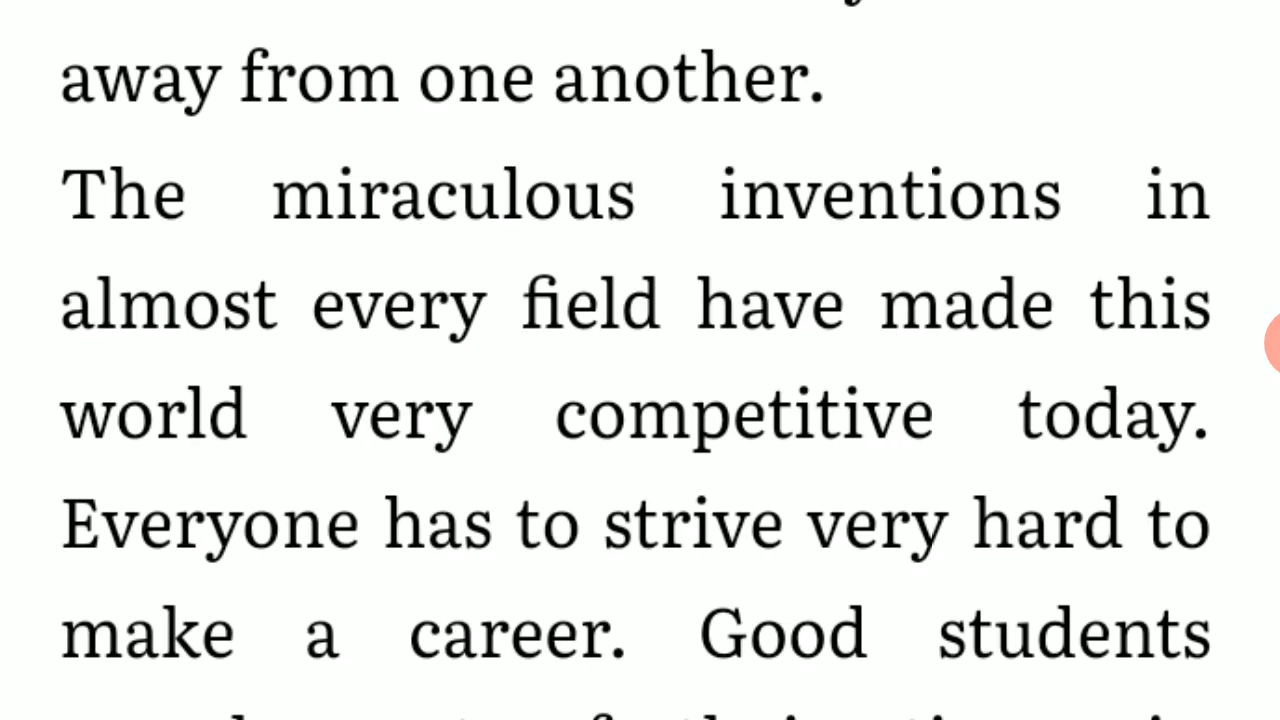 away from one another.
The miraculous inventions in
almost every field have made this
world very competitive today.
Everyone has to strive very hard to
make a career. Good students